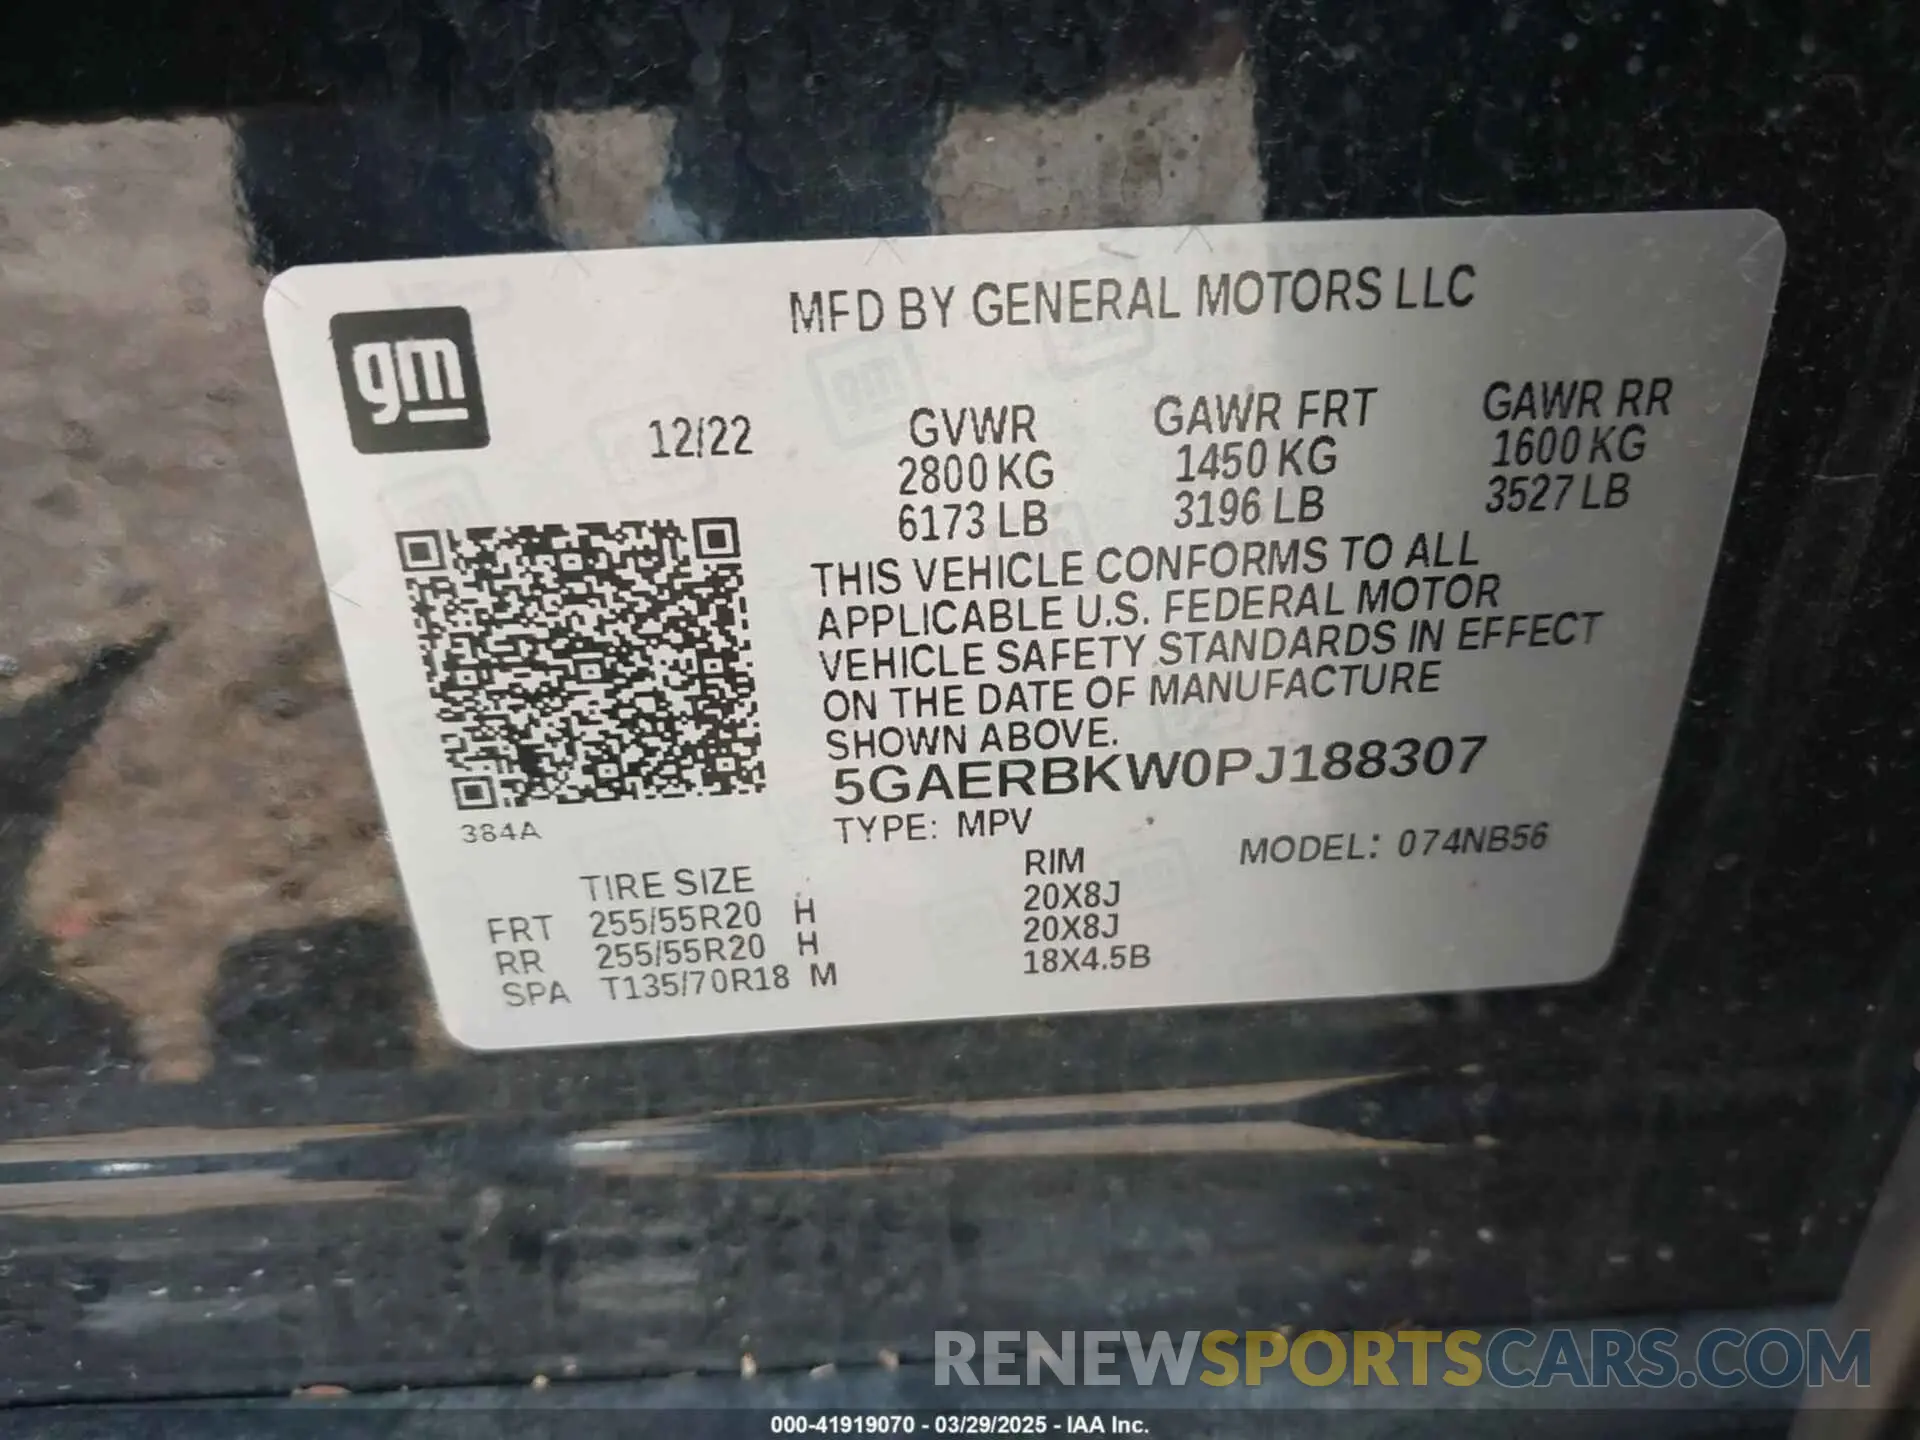 MFD BY GENERAL MOTORS LLC
gm
12/22 GVWR GAWR FRT GAWR RR
2800 KG 1450 KG 1600 KG
6173 LB 3196 LB 3527 LB
THIS VEHICLE CONFORMS TO ALL
APPLICABLE U.S. FEDERAL MOTOR
VEHICLE SAFETY STANDARDS IN EFFECT
ON THE DATE OF MANUFACTURE
SHOWN ABOVE.
5GAERBKW0PJ188307
384A
TYPE: MPV MODEL: 074NB56
TIRE SIZE RIM
FRT 255/55R20 H 20X8J
RR 255/55R20 H 20X8J
SPA T135/70R18 M 18X4.5B
RENEWSPORTSCARS.COM
000-41919070 - 03/29/2025 - IAA Inc.